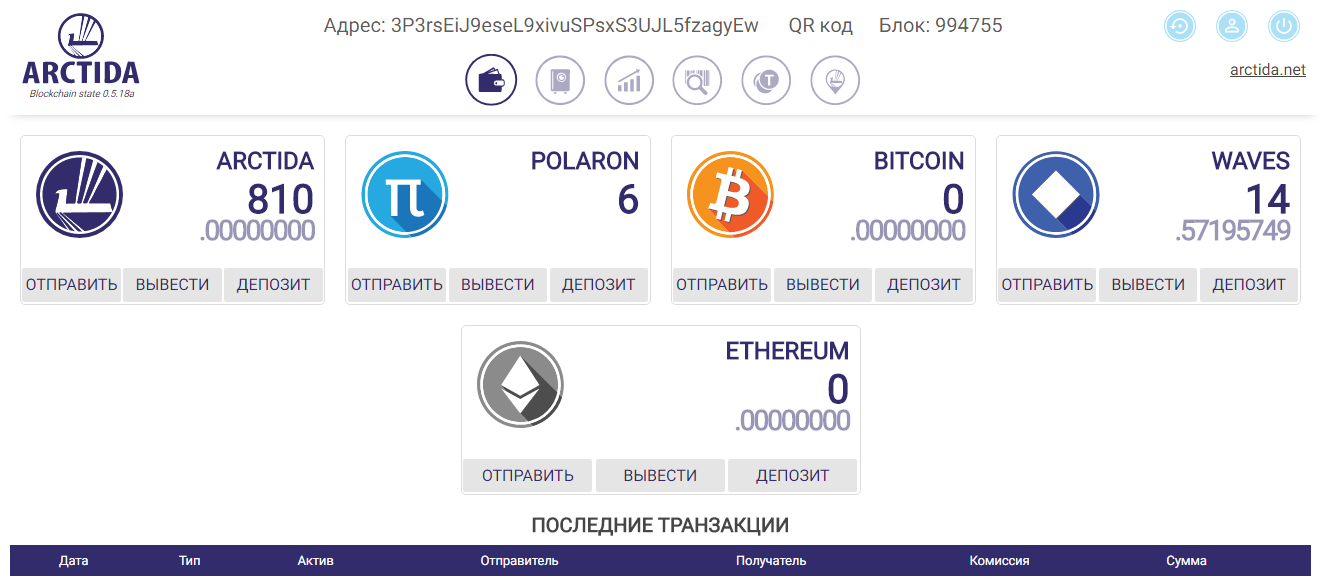 ARCTIDA
Blockchain state 0.5.18a
Адрес: 3P3rsEiJ9eseL9xivuSPsxS3UJL5fzagyEw QR код Блок: 994755
arctida.net
ARCTIDA
810
.00000000
ОТПРАВИТЬ ВЫВЕСТИ ДЕПОЗИТ
POLARON
6
ОТПРАВИТЬ ВЫВЕСТИ ДЕПОЗИТ
BITCOIN
0
.00000000
ОТПРАВИТЬ ВЫВЕСТИ ДЕПОЗИТ
WAVES
14
.57195749
ОТПРАВИТЬ ВЫВЕСТИ ДЕПОЗИТ
ETHEREUM
0
.00000000
ОТПРАВИТЬ ВЫВЕСТИ ДЕПОЗИТ
ПОСЛЕДНИЕ ТРАНЗАКЦИИ
Дата Тип Актив Отправитель Получатель Комиссия Сумма